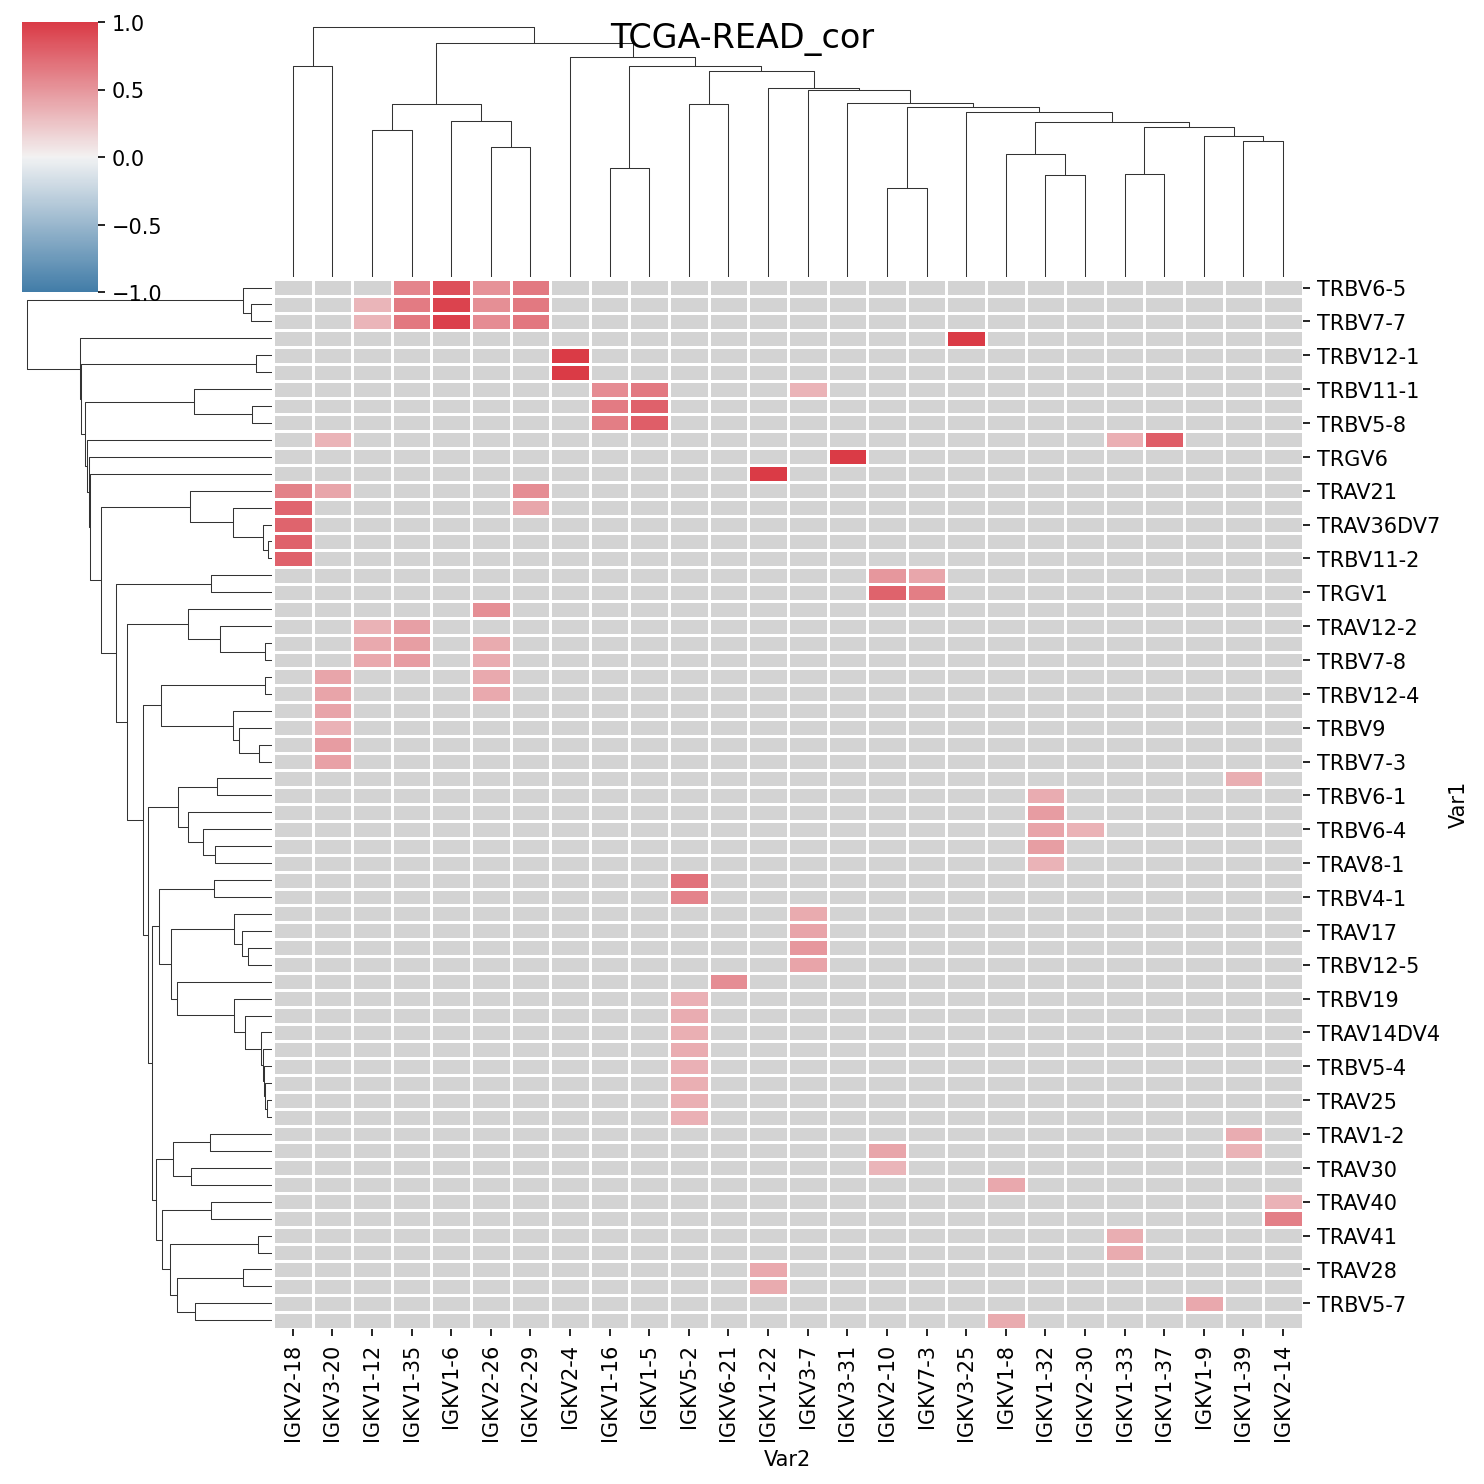 TCGA-READ_cor
1.0
0.5
0.0
−0.5
−1.0
TRBV6-5
TRBV7-7
TRBV12-1
TRBV11-1
TRBV5-8
TRGV6
TRAV21
TRAV36DV7
TRBV11-2
TRGV1
TRAV12-2
TRBV7-8
TRBV12-4
TRBV9
TRBV7-3
TRBV6-1
TRBV6-4
TRAV8-1
TRBV4-1
TRAV17
TRBV12-5
TRBV19
TRAV14DV4
TRBV5-4
TRAV25
TRAV1-2
TRAV30
TRAV40
TRAV41
TRAV28
TRBV5-7
Var1
IGKV2-18
IGKV3-20
IGKV1-12
IGKV1-35
IGKV1-6
IGKV2-26
IGKV2-29
IGKV2-4
IGKV1-16
IGKV1-5
IGKV5-2
IGKV6-21
IGKV1-22
IGKV3-7
IGKV3-31
IGKV2-10
IGKV7-3
IGKV3-25
IGKV1-8
IGKV1-32
IGKV2-30
IGKV1-33
IGKV1-37
IGKV1-9
IGKV1-39
IGKV2-14
Var2